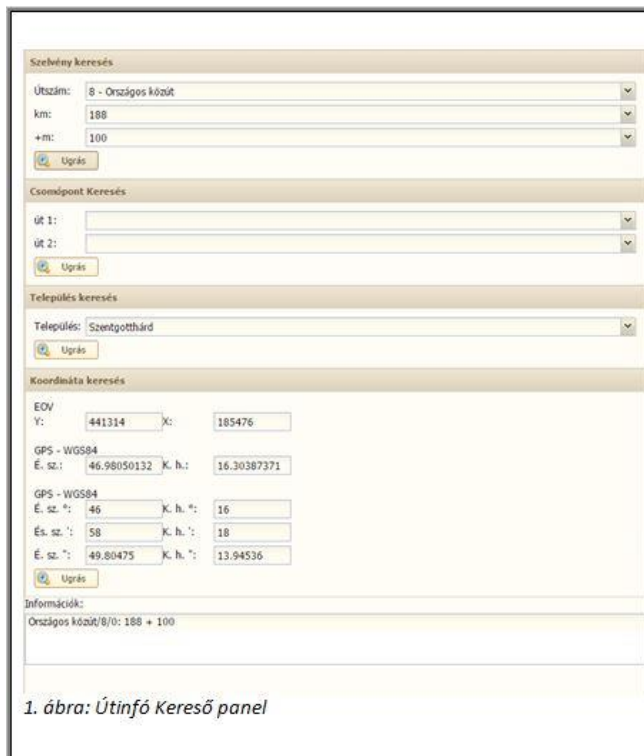 Szelvény keresés
Útszám: 8 - Országos közút
km: 188
+m: 100
Ugrás
Csomópont Keresés
út 1:
út 2:
Ugrás
Település keresés
Település: Szentgotthárd
Ugrás
Koordináta keresés
EOV
Y: 441314 X: 185476
GPS - WGS84
É. sz.: 46.98050132 K. h.: 16.30387371
GPS - WGS84
É. sz. °: 46 K. h. °: 16
És. sz. ': 58 K. h. ': 18
É. sz. ": 49.80475 K. h. ": 13.94536
Ugrás
Információk:
Országos közút/8/0: 188 + 100
1. ábra: Útinfó Kereső panel